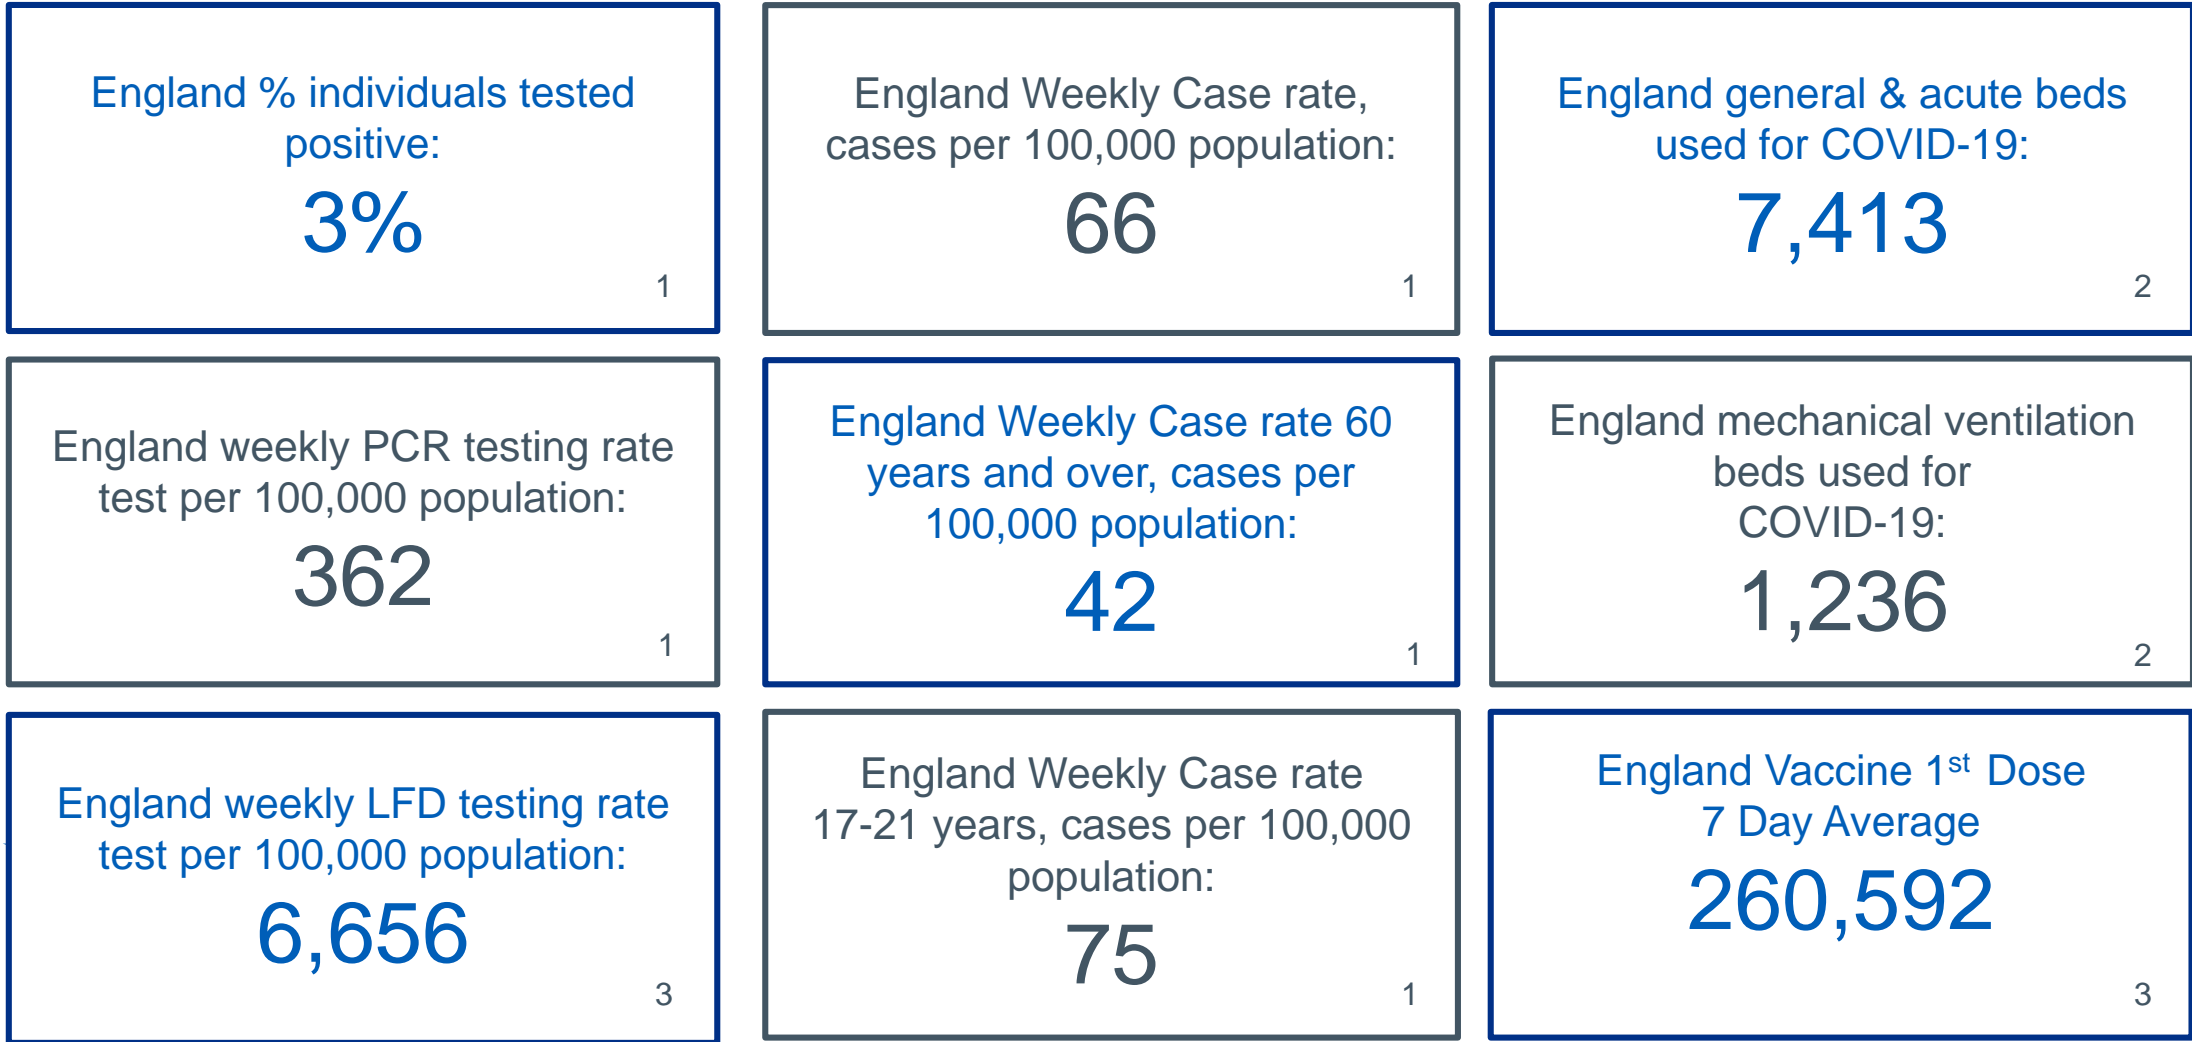 England % individuals tested
positive:
3%
1
England Weekly Case rate,
cases per 100,000 population:
66
1
England general & acute beds
used for COVID-19:
7,413
2
England weekly PCR testing rate
test per 100,000 population:
362
1
England Weekly Case rate 60
years and over, cases per
100,000 population:
42
1
England mechanical ventilation
beds used for
COVID-19:
1,236
2
England weekly LFD testing rate
test per 100,000 population:
6,656
3
England Weekly Case rate
17-21 years, cases per 100,000
population:
75
1
England Vaccine 1st Dose
7 Day Average
260,592
3